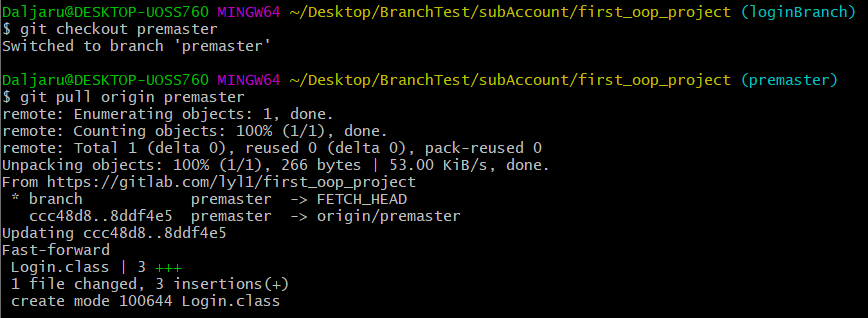 Daljaru@DESKTOP-UOSS760 MINGW64 ~/Desktop/BranchTest/subAccount/first_oop_project (loginBranch)
$ git checkout premaster
Switched to branch 'premaster'
Daljaru@DESKTOP-UOSS760 MINGW64 ~/Desktop/BranchTest/subAccount/first_oop_project (premaster)
$ git pull origin premaster
remote: Enumerating objects: 1, done.
remote: Counting objects: 100% (1/1), done.
remote: Total 1 (delta 0), reused 0 (delta 0), pack-reused 0
Unpacking objects: 100% (1/1), 266 bytes | 53.00 KiB/s, done.
From https://gitlab.com/lyl1/first_oop_project
 * branch            premaster  -> FETCH_HEAD
   ccc48d8..8ddf4e5  premaster  -> origin/premaster
Updating ccc48d8..8ddf4e5
Fast-forward
 Login.class | 3 +++
 1 file changed, 3 insertions(+)
 create mode 100644 Login.class